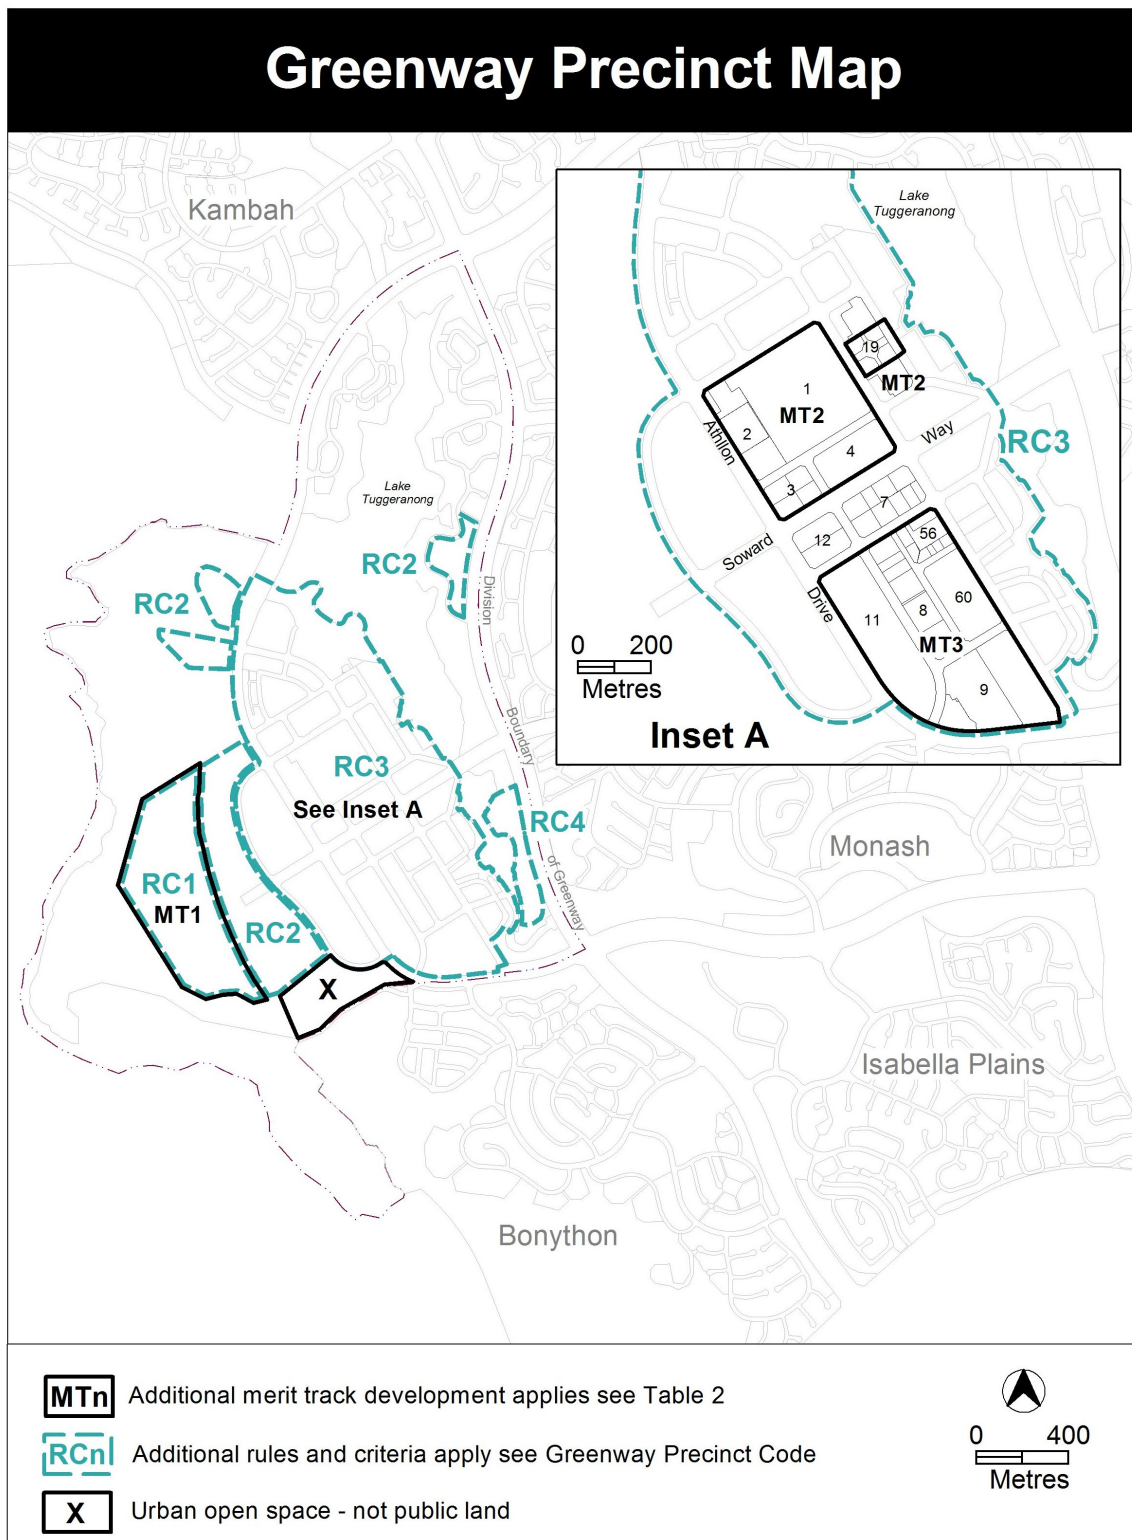 Greenway Precinct Map
Kambah
Lake
Tuggeranong
RC2
RC2
Division
Boundary
of Greenway
RC3
See Inset A
RC4
RC1
MT1
RC2
X
Monash
Isabella Plains
Bonython
Lake
Tuggeranong
19
MT2
1
MT2
2
Athllon
4
Way
RC3
3
7
12
56
Soward
Drive
11
8
60
MT3
9
0 200
Metres
Inset A
MTn Additional merit track development applies see Table 2
RCn Additional rules and criteria apply see Greenway Precinct Code
X Urban open space - not public land
0 400
Metres